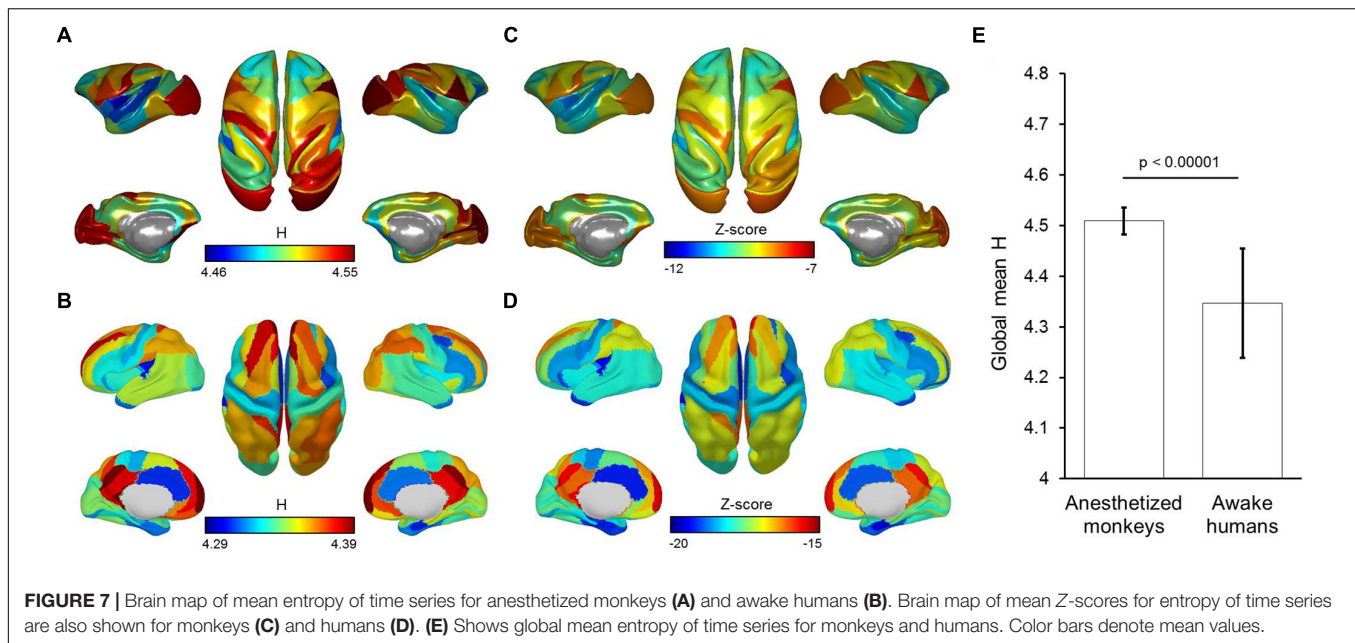 A
H
4.46 4.55
B
H
4.29 4.39
C
Z-score
-12 -7
D
Z-score
-20 -15
E
Global mean H
4.8
4.7
4.6
4.5
4.4
4.3
4.2
4.1
4
p < 0.00001
Anesthetized Awake
monkeys humans
FIGURE 7 | Brain map of mean entropy of time series for anesthetized monkeys (A) and awake humans (B). Brain map of mean Z-scores for entropy of time series
are also shown for monkeys (C) and humans (D). (E) Shows global mean entropy of time series for monkeys and humans. Color bars denote mean values.